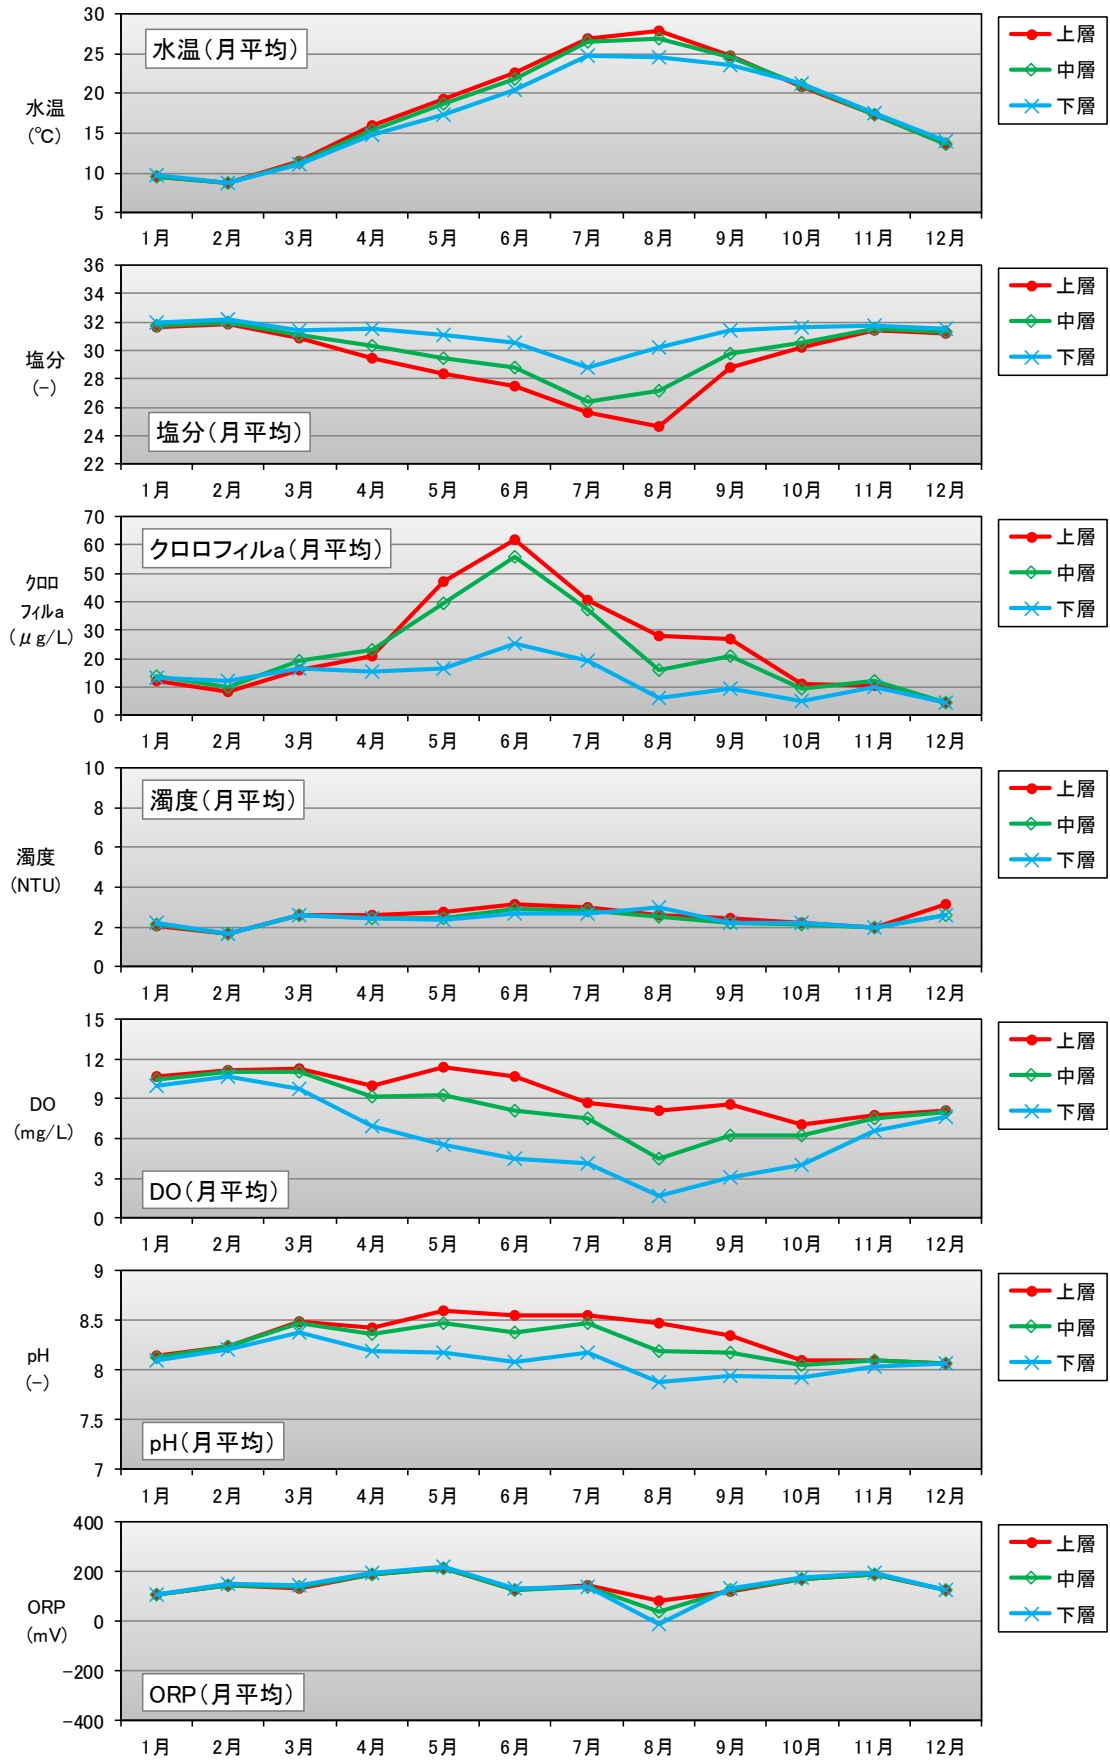 30
25
20
15
10
5
水温
(℃)
水温(月平均)
上層
中層
下層
1月 2月 3月 4月 5月 6月 7月 8月 9月 10月 11月 12月
36
34
32
30
28
26
24
22
塩分
(-)
塩分(月平均)
上層
中層
下層
1月 2月 3月 4月 5月 6月 7月 8月 9月 10月 11月 12月
70
60
50
40
30
20
10
0
ｸﾛﾛ
ﾌｨﾙa
(μg/L)
クロロフィルa(月平均)
上層
中層
下層
1月 2月 3月 4月 5月 6月 7月 8月 9月 10月 11月 12月
10
8
6
4
2
0
濁度
(NTU)
濁度(月平均)
上層
中層
下層
1月 2月 3月 4月 5月 6月 7月 8月 9月 10月 11月 12月
15
12
9
6
3
0
DO
(mg/L)
DO(月平均)
上層
中層
下層
1月 2月 3月 4月 5月 6月 7月 8月 9月 10月 11月 12月
9
8.5
8
7.5
7
pH
(-)
pH(月平均)
上層
中層
下層
1月 2月 3月 4月 5月 6月 7月 8月 9月 10月 11月 12月
400
200
0
-200
-400
ORP
(mV)
ORP(月平均)
上層
中層
下層
1月 2月 3月 4月 5月 6月 7月 8月 9月 10月 11月 12月